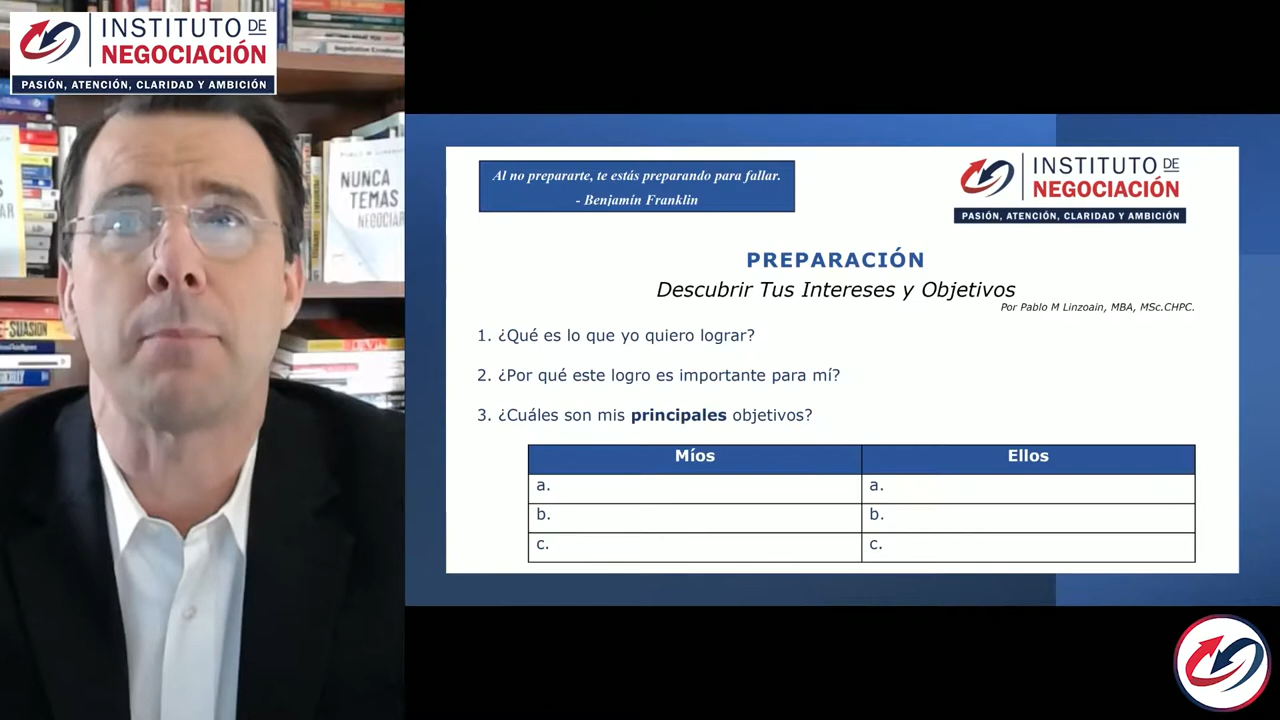 INSTITUTO DE
NEGOCIACIÓN
PASIÓN, ATENCIÓN, CLARIDAD Y AMBICIÓN
NUNCA
TEMAS
NEGOCIAR
E-SUASION
Al no prepararte, te estás preparando para fallar.
- Benjamín Franklin
INSTITUTO DE
NEGOCIACIÓN
PASIÓN, ATENCIÓN, CLARIDAD Y AMBICIÓN
PREPARACIÓN
Descubrir Tus Intereses y Objetivos
Por Pablo M Linzoain, MBA, MSc.CHPC.
1. ¿Qué es lo que yo quiero lograr?
2. ¿Por qué este logro es importante para mí?
3. ¿Cuáles son mis principales objetivos?
Míos Ellos
a. a.
b. b.
c. c.